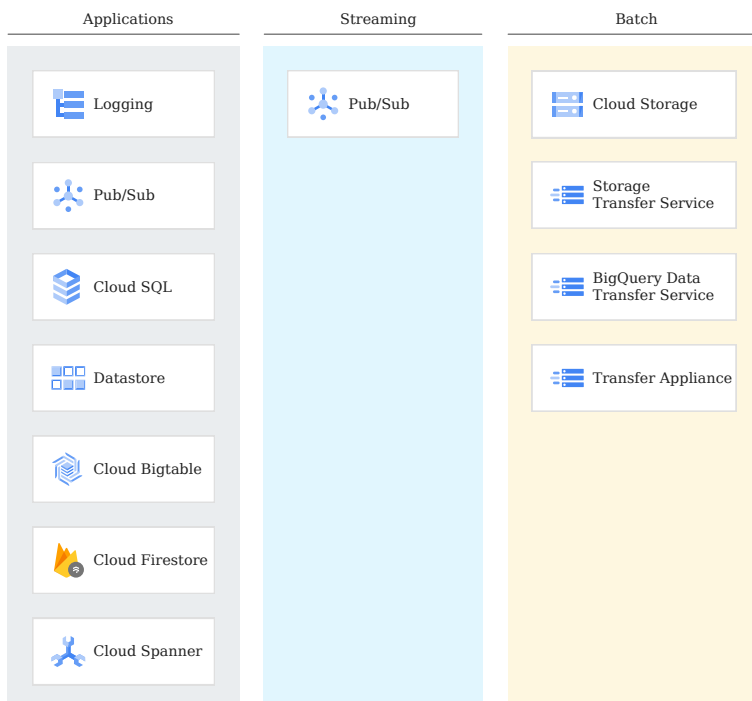 Applications
Logging
Pub/Sub
Cloud SQL
Datastore
Cloud Bigtable
Cloud Firestore
Cloud Spanner
Streaming
Pub/Sub
Batch
Cloud Storage
Storage
Transfer Service
BigQuery Data
Transfer Service
Transfer Appliance